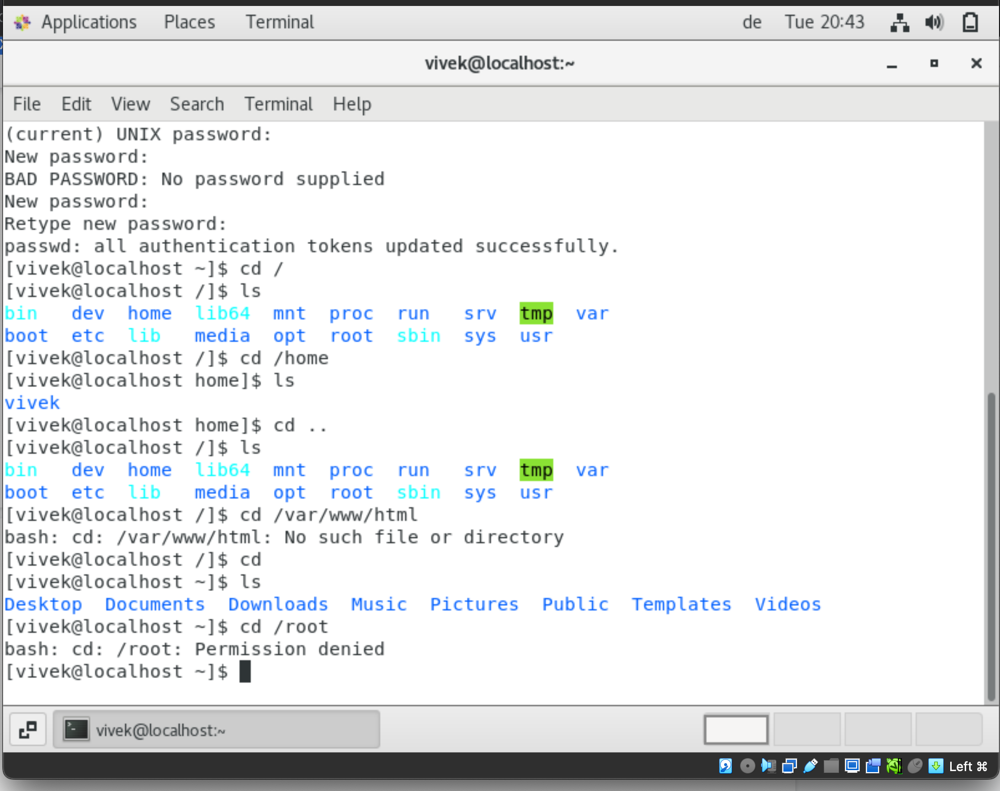 Applications Places Terminal de Tue 20:43
vivek@localhost:~
File Edit View Search Terminal Help
(current) UNIX password:
New password:
BAD PASSWORD: No password supplied
New password:
Retype new password:
passwd: all authentication tokens updated successfully.
[vivek@localhost ~]$ cd /
[vivek@localhost /]$ ls
bin dev home lib64 mnt proc run srv tmp var
boot etc lib media opt root sbin sys usr
[vivek@localhost /]$ cd /home
[vivek@localhost home]$ ls
vivek
[vivek@localhost home]$ cd ..
[vivek@localhost /]$ ls
bin dev home lib64 mnt proc run srv tmp var
boot etc lib media opt root sbin sys usr
[vivek@localhost /]$ cd /var/www/html
bash: cd: /var/www/html: No such file or directory
[vivek@localhost /]$ cd
[vivek@localhost ~]$ ls
Desktop Documents Downloads Music Pictures Public Templates Videos
[vivek@localhost ~]$ cd /root
bash: cd: /root: Permission denied
[vivek@localhost ~]$
vivek@localhost:~
Left ⌘